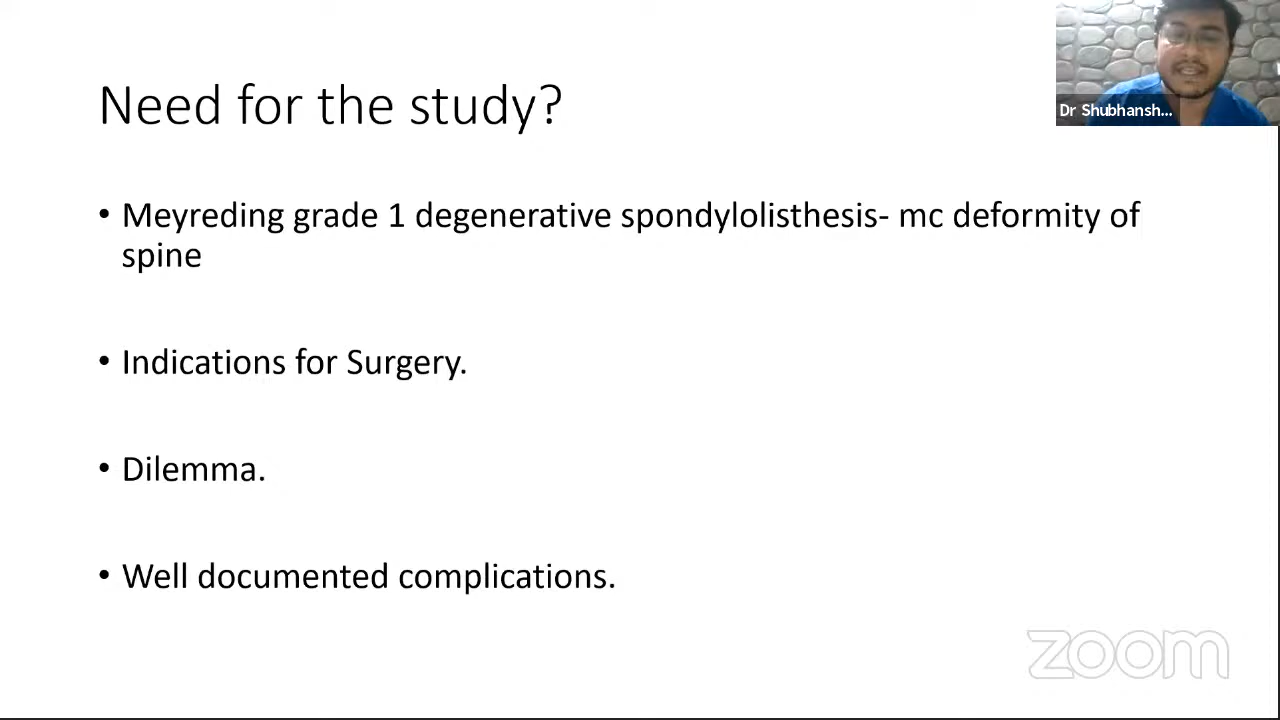 Need for the study?
Dr Shubhansh...
• Meyreding grade 1 degenerative spondylolisthesis- mc deformity of
spine
• Indications for Surgery.
• Dilemma.
• Well documented complications.
zoom